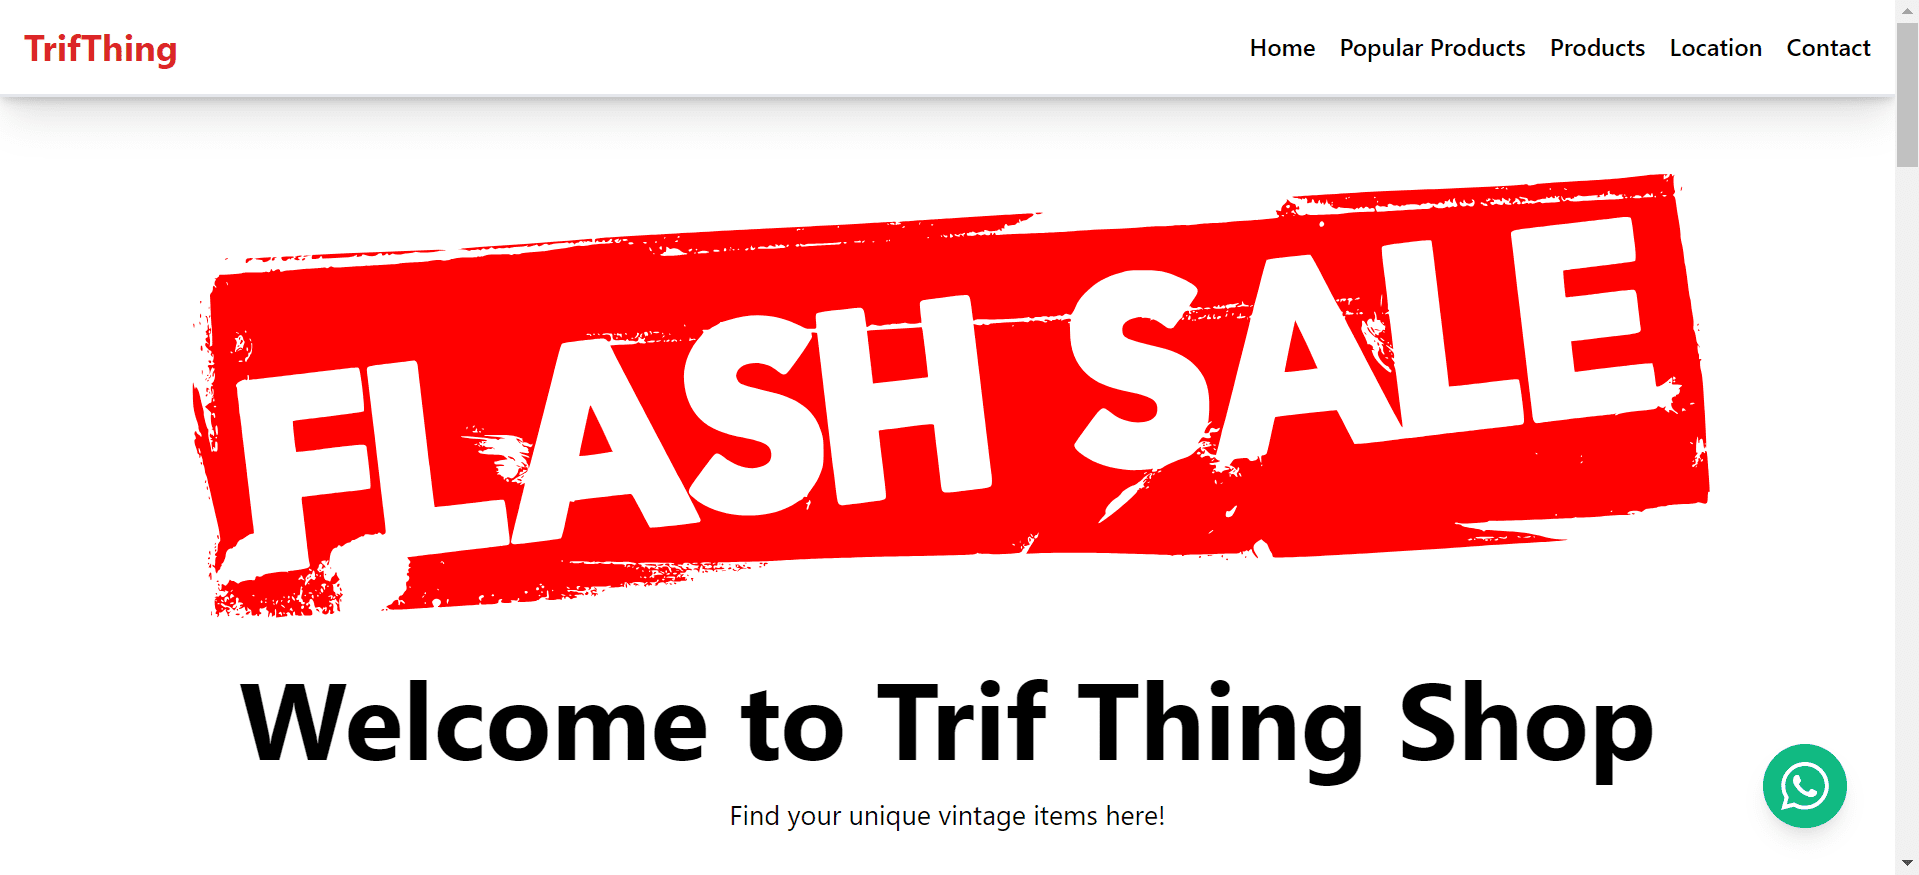 TrifThing
Home Popular Products Products Location Contact
FLASH SALE
Welcome to Trif Thing Shop
Find your unique vintage items here!